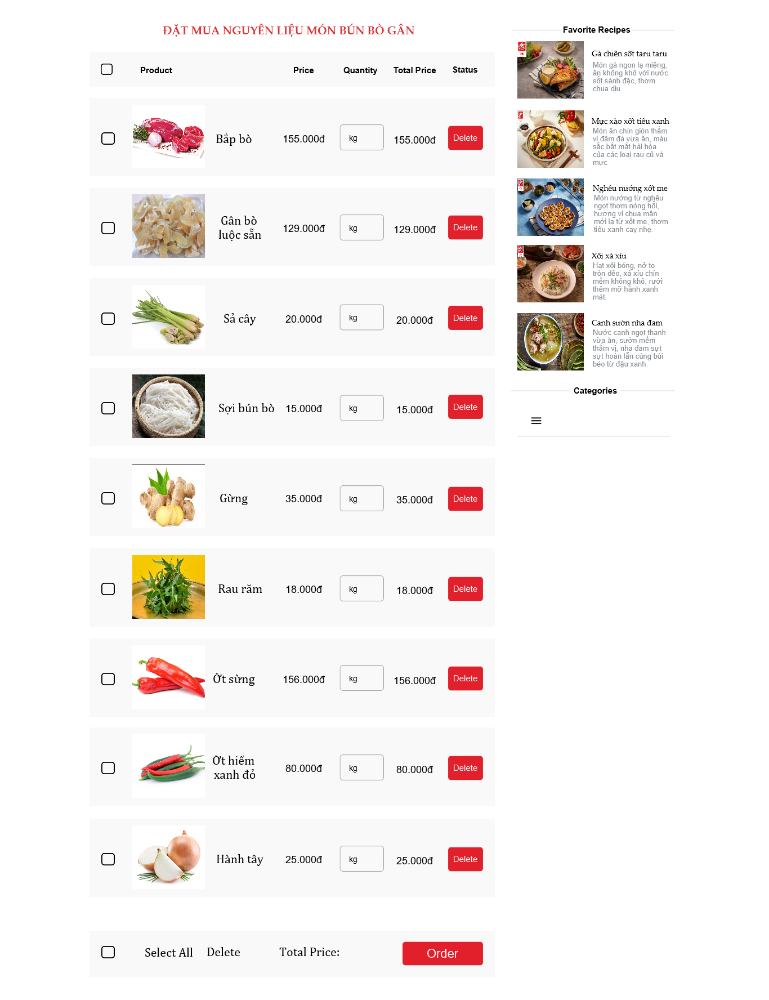 ĐẶT MUA NGUYÊN LIỆU MÓN BÚN BÒ GÂN
Product Price Quantity Total Price Status
Bắp bò 155.000đ kg 155.000đ Delete
Gân bò
luộc sẵn
129.000đ kg 129.000đ Delete
Sả cây 20.000đ kg 20.000đ Delete
Sợi bún bò 15.000đ kg 15.000đ Delete
Gừng 35.000đ kg 35.000đ Delete
Rau răm 18.000đ kg 18.000đ Delete
Ớt sừng 156.000đ kg 156.000đ Delete
Ớt hiểm
xanh đỏ
80.000đ kg 80.000đ Delete
Hành tây 25.000đ kg 25.000đ Delete
Select All Delete Total Price: Order
Favorite Recipes
Gà chiên sốt taru taru
Món gà ngon lạ miệng,
ăn không khô với nước
sốt sánh đặc, thơm
chua dịu
Mực xào xốt tiêu xanh
Món ăn chín giòn thấm
vị đậm đà vừa ăn, màu
sắc bắt mắt hài hòa
của các loại rau củ và
mực
Nghêu nướng xốt me
Món nướng từ nghêu
ngọt thơm nóng hổi,
hương vị chua mặn
mới lạ từ xốt me, thơm
tiêu xanh cay nhẹ.
Xôi xá xíu
Hạt xôi bóng, nở to
tròn dẻo, xá xíu chín
mềm không khô, rưới
thêm mỡ hành xanh
mát.
Canh sườn nha đam
Nước canh ngọt thanh
vừa ăn, sườn mềm
thấm vị, nha đam sựt
sựt hoàn lẫn cùng bùi
béo từ đậu xanh.
Categories